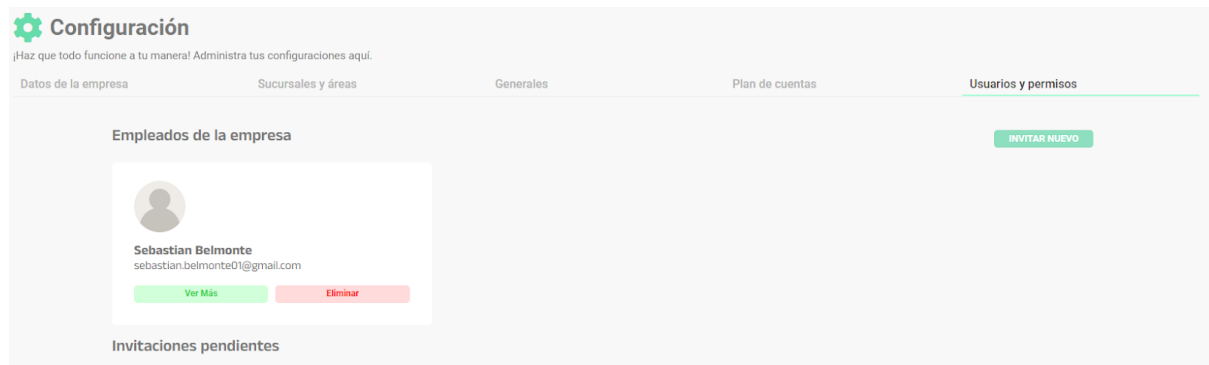 Configuración
¡Haz que todo funcione a tu manera! Administra tus configuraciones aquí.
Datos de la empresa Sucursales y áreas Generales Plan de cuentas Usuarios y permisos
Empleados de la empresa INVITAR NUEVO
Sebastian Belmonte
sebastian.belmonte01@gmail.com
Ver Más Eliminar
Invitaciones pendientes